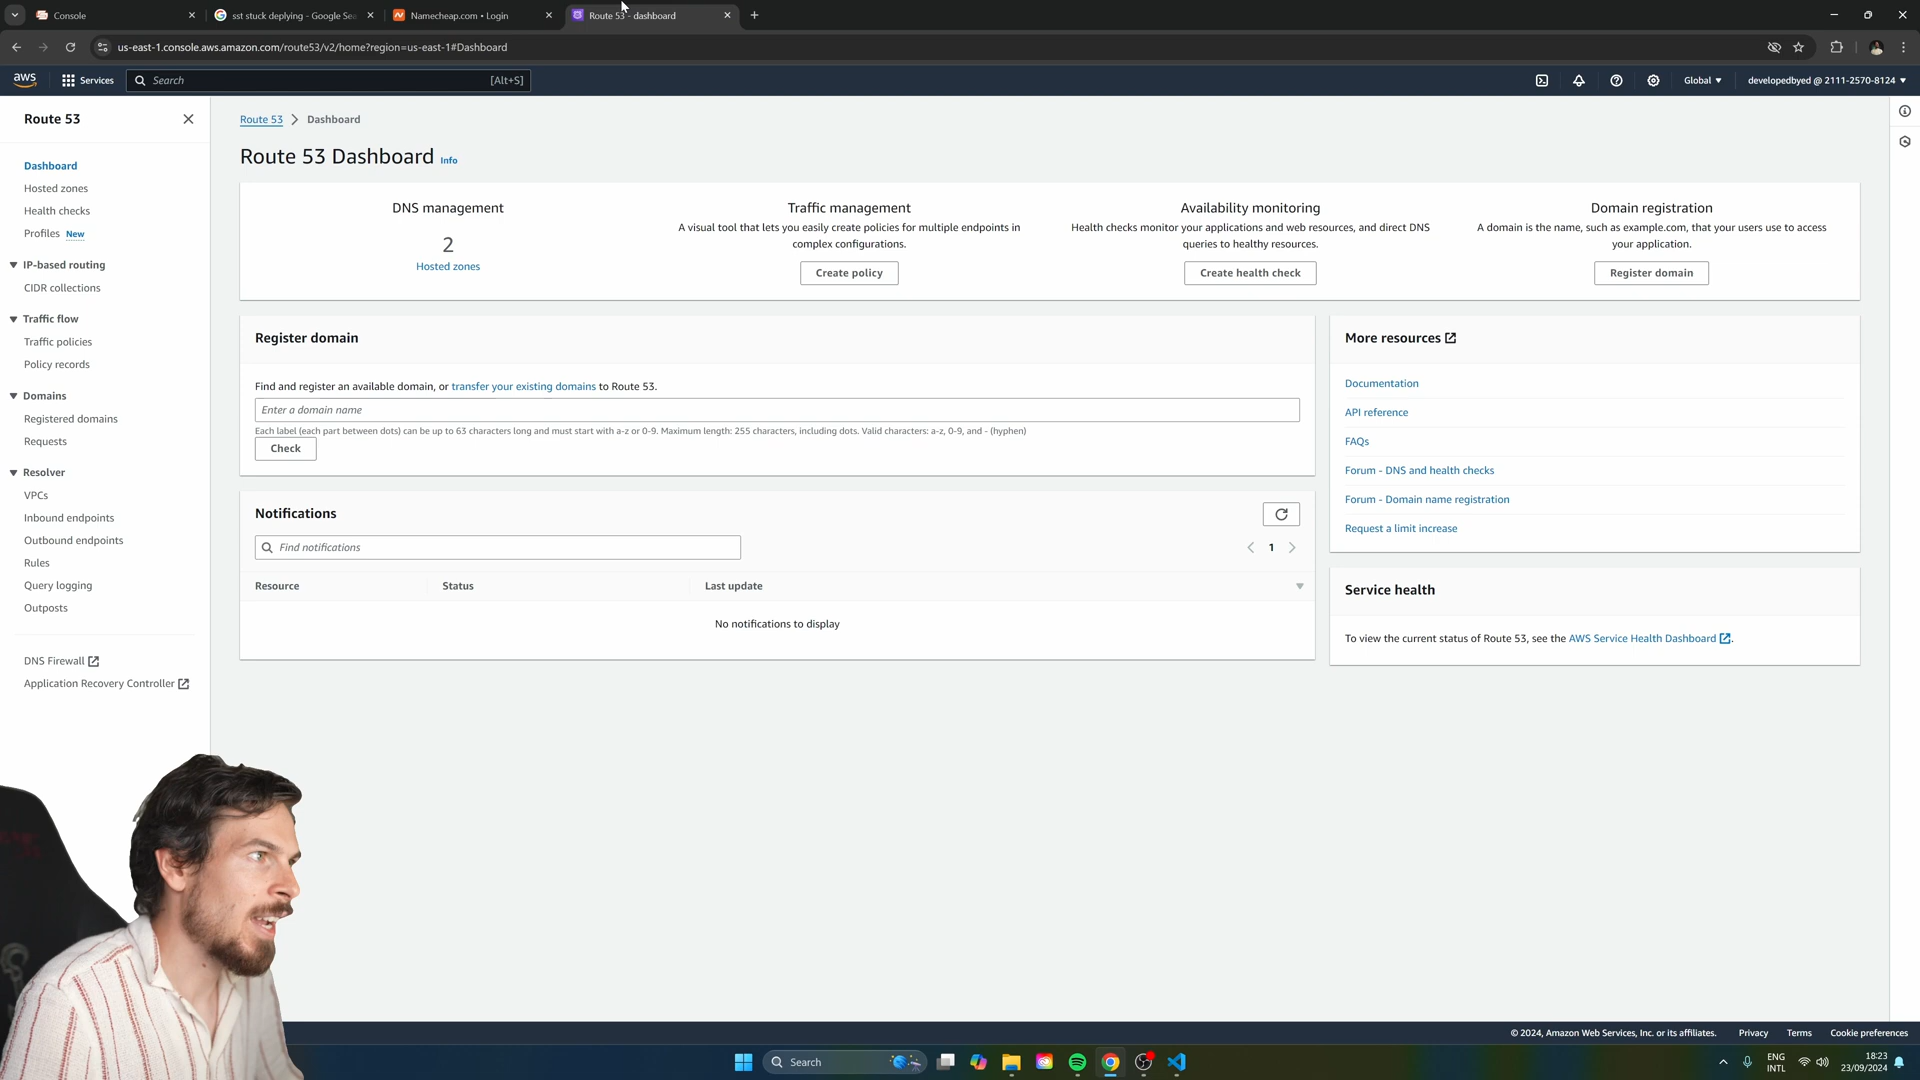 Console
sst stuck deplying - Google Sea
Namecheap.com • Login
Route 53 - dashboard
us-east-1.console.aws.amazon.com/route53/v2/home?region=us-east-1#Dashboard
aws
Services
Search
[Alt+S]
Global
developedbyed @ 2111-2570-8124
Route 53
Dashboard
Hosted zones
Health checks
Profiles New
IP-based routing
CIDR collections
Traffic flow
Traffic policies
Policy records
Domains
Registered domains
Requests
Resolver
VPCs
Inbound endpoints
Outbound endpoints
Rules
Query logging
Outposts
DNS Firewall
Application Recovery Controller
Route 53 Dashboard
Route 53 Dashboard Info
DNS management
2
Hosted zones
Traffic management
A visual tool that lets you easily create policies for multiple endpoints in
complex configurations.
Create policy
Availability monitoring
Health checks monitor your applications and web resources, and direct DNS
queries to healthy resources.
Create health check
Domain registration
A domain is the name, such as example.com, that your users use to access
your application.
Register domain
Register domain
Find and register an available domain, or transfer your existing domains to Route 53.
Enter a domain name
Each label (each part between dots) can be up to 63 characters long and must start with a-z or 0-9. Maximum length: 255 characters, including dots. Valid characters: a-z, 0-9, and - (hyphen)
Check
Notifications
Find notifications
1
Resource Status Last update
No notifications to display
More resources
Documentation
API reference
FAQs
Forum - DNS and health checks
Forum - Domain name registration
Request a limit increase
Service health
To view the current status of Route 53, see the AWS Service Health Dashboard.
© 2024, Amazon Web Services, Inc. or its affiliates. Privacy Terms Cookie preferences
Search
ENG
INTL
18:23
23/09/2024